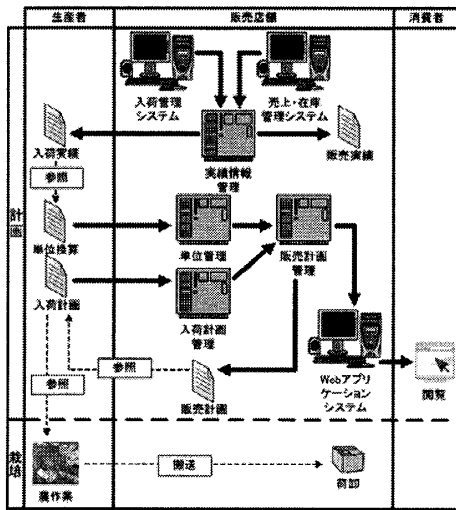 生産者
販売店舗
消費者
入荷管理
システム
売上・在庫
管理システム
入荷実績
実績情報
管理
販売実績
参照
計画
単位換算
単位管理
販売計画
管理
入荷計画
入荷計画
管理
参照
参照
販売計画
Webアプリ
ケーション
システム
閲覧
栽培
農作業
搬送
荷卸